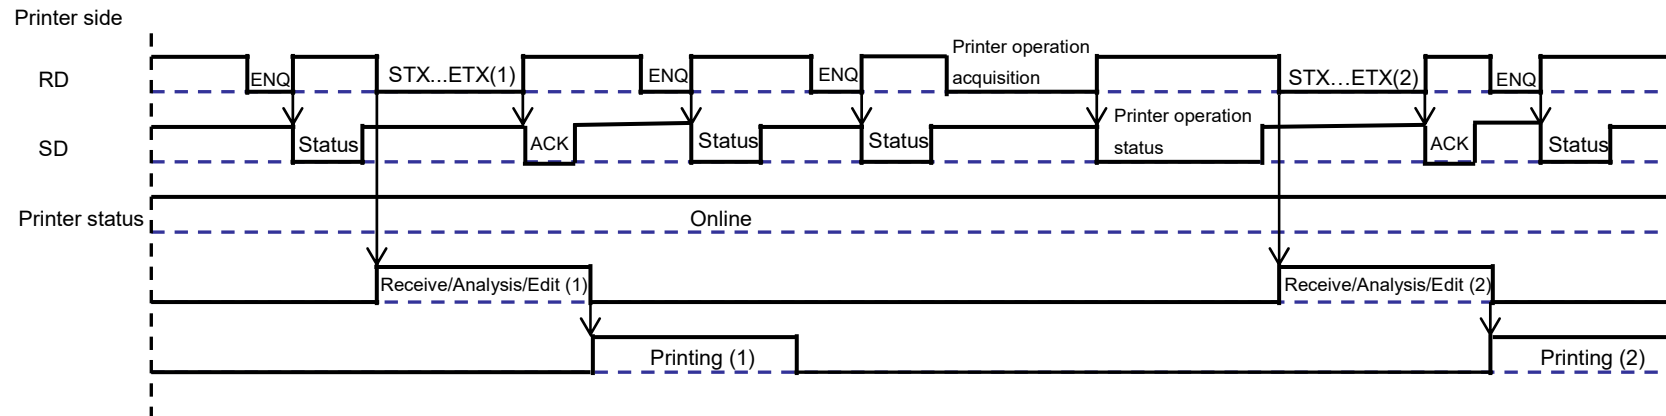 Printer side
RD
ENQ
STX...ETX(1)
ENQ
ENQ
Printer operation
acquisition
STX...ETX(2)
ENQ
SD
Status
ACK
Status
Status
Printer operation
status
ACK
Status
Printer status
Online
Receive/Analysis/Edit (1)
Receive/Analysis/Edit (2)
Printing (1)
Printing (2)